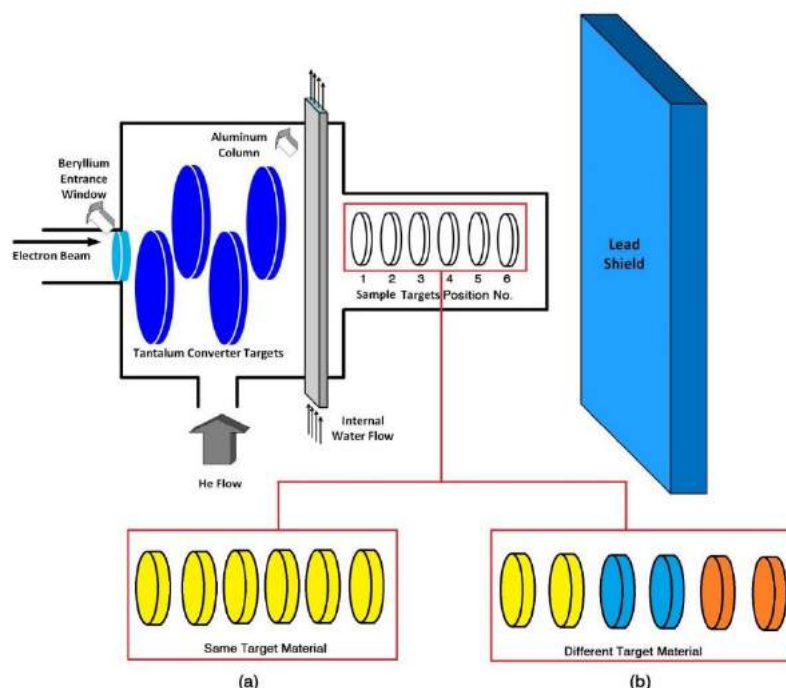 Aluminum
Column
Beryllium
Entrance
Window
Electron Beam
Lead
Shield
1 2 3 4 5 6
Sample Targets Position No.
Tantalum Converter Targets
Internal
Water Flow
He Flow
Same Target Material
Different Target Material
(a)
(b)